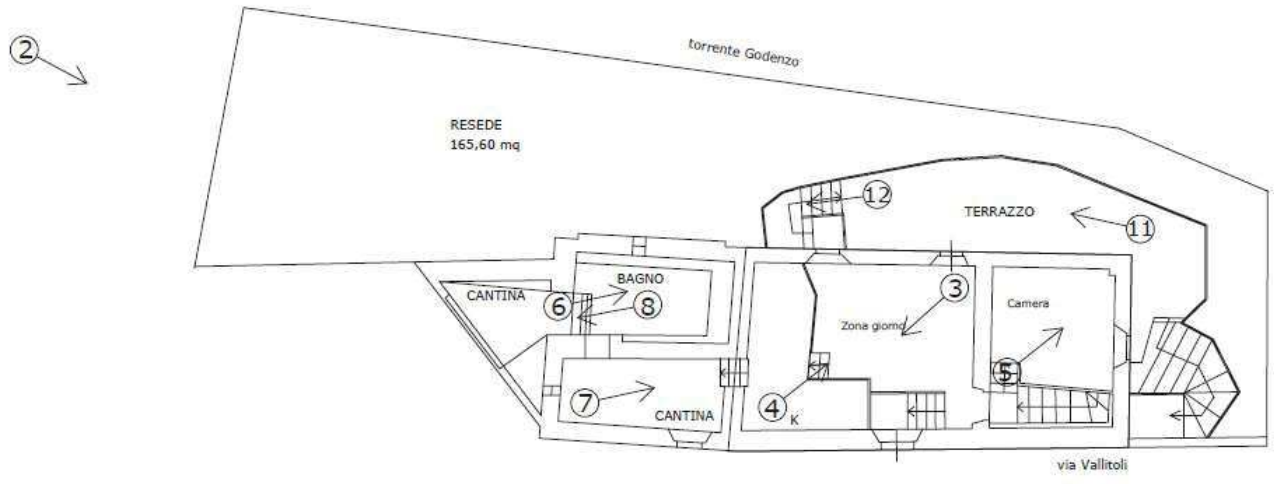 2
torrente Godenzo
RESEDE
165,60 mq
12
TERRAZZO
11
BAGNO
CANTINA
6
8
3
Camera
Zona giorno
5
7
CANTINA
4
K
via Vallitoli